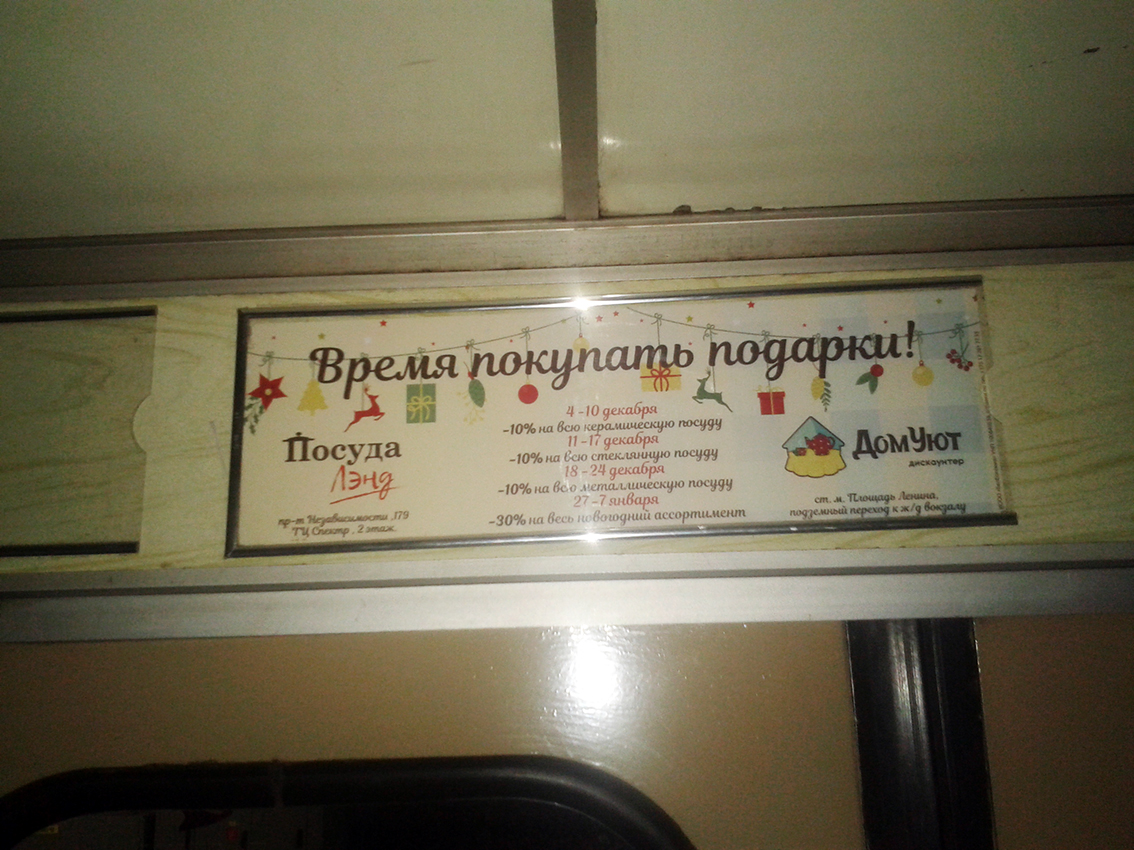 Время покупать подарки!
Посуда
Лэнд
пр-т Независимости ,179
ТЦ Спектр , 2 этаж.
4 -10 декабря
-10% на всю керамическую посуду
11 -17 декабря
-10% на всю стеклянную посуду
18 -24 декабря
-10% на всю металлическую посуду
27 -7 января
-30% на весь новогодний ассортимент
ДомУют
дискаунтер
ст. м. Площадь Ленина,
подземный переход к ж/д вокзалу